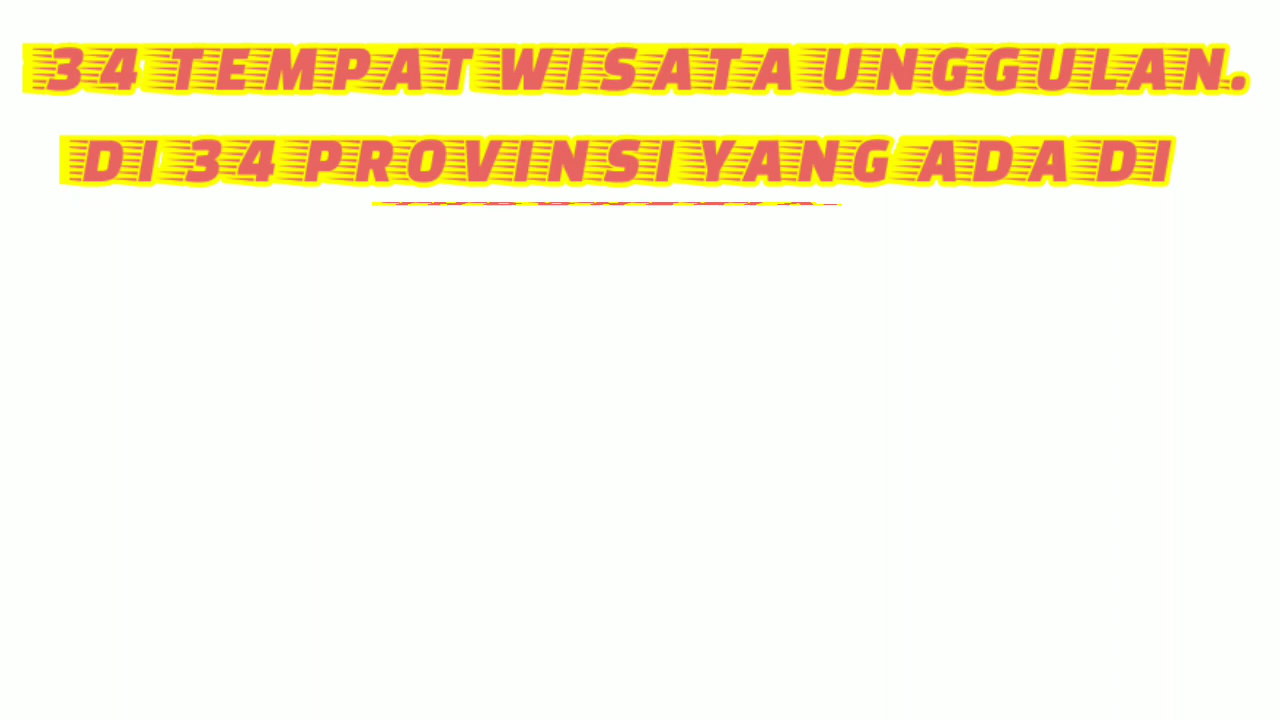 34 TEMPAT WISATA UNGGULAN.
DI 34 PROVINSI YANG ADA DI